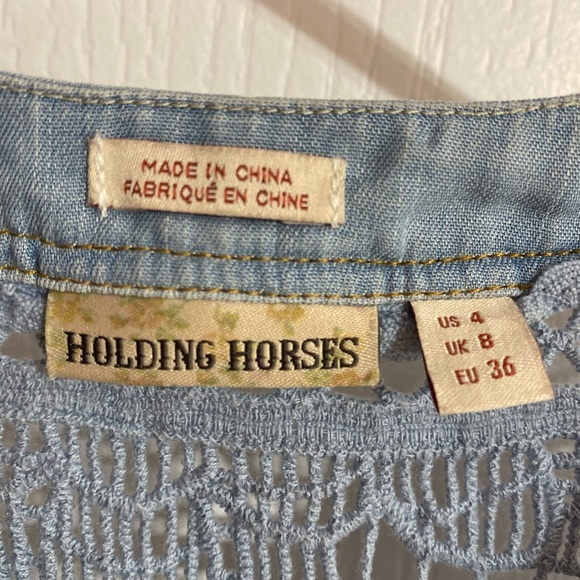 MADE IN CHINA
FABRIQUÉ EN CHINE
HOLDING HORSES
US 4
UK 8
EU 36